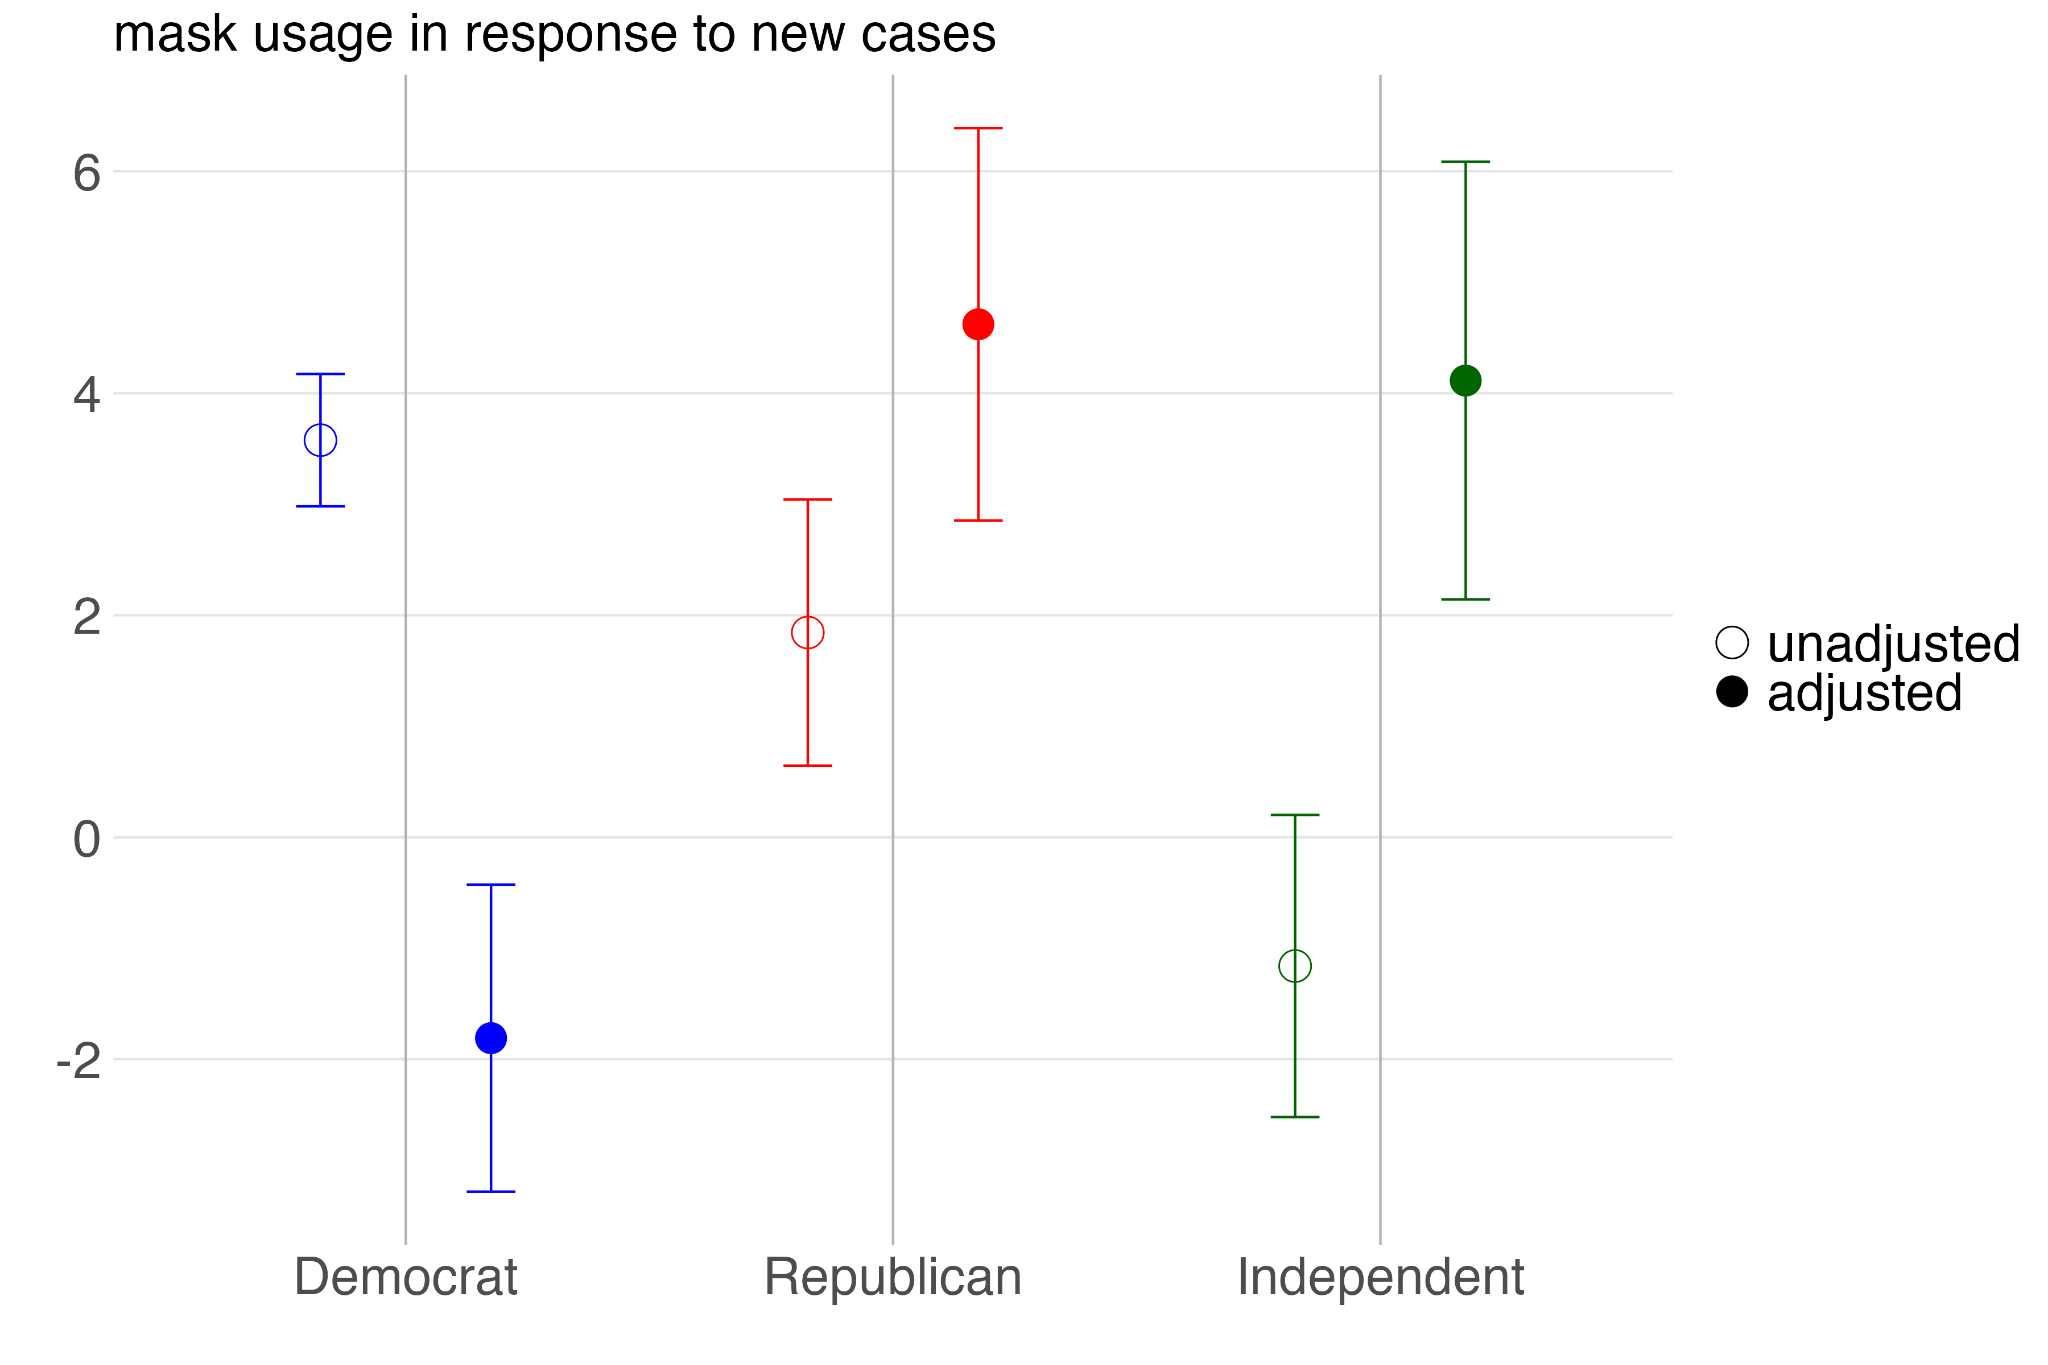 mask usage in response to new cases
6
4
2
0
-2
unadjusted
adjusted
Democrat Republican Independent